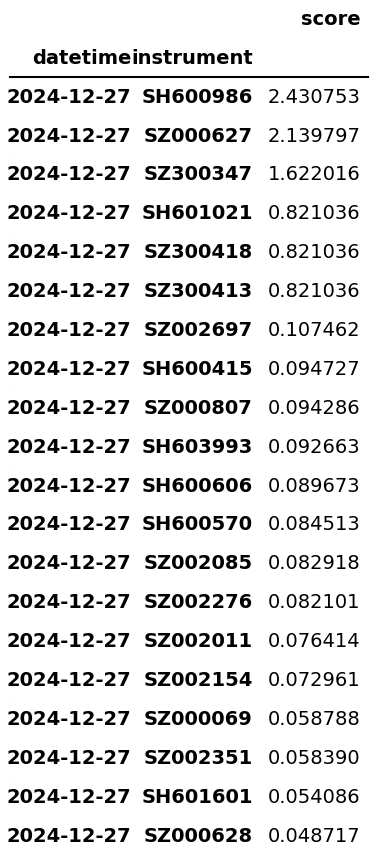 score
datetime instrument
2024-12-27 SH600986 2.430753
2024-12-27 SZ000627 2.139797
2024-12-27 SZ300347 1.622016
2024-12-27 SH601021 0.821036
2024-12-27 SZ300418 0.821036
2024-12-27 SZ300413 0.821036
2024-12-27 SZ002697 0.107462
2024-12-27 SH600415 0.094727
2024-12-27 SZ000807 0.094286
2024-12-27 SH603993 0.092663
2024-12-27 SH600606 0.089673
2024-12-27 SH600570 0.084513
2024-12-27 SZ002085 0.082918
2024-12-27 SZ002276 0.082101
2024-12-27 SZ002011 0.076414
2024-12-27 SZ002154 0.072961
2024-12-27 SZ000069 0.058788
2024-12-27 SZ002351 0.058390
2024-12-27 SH601601 0.054086
2024-12-27 SZ000628 0.048717